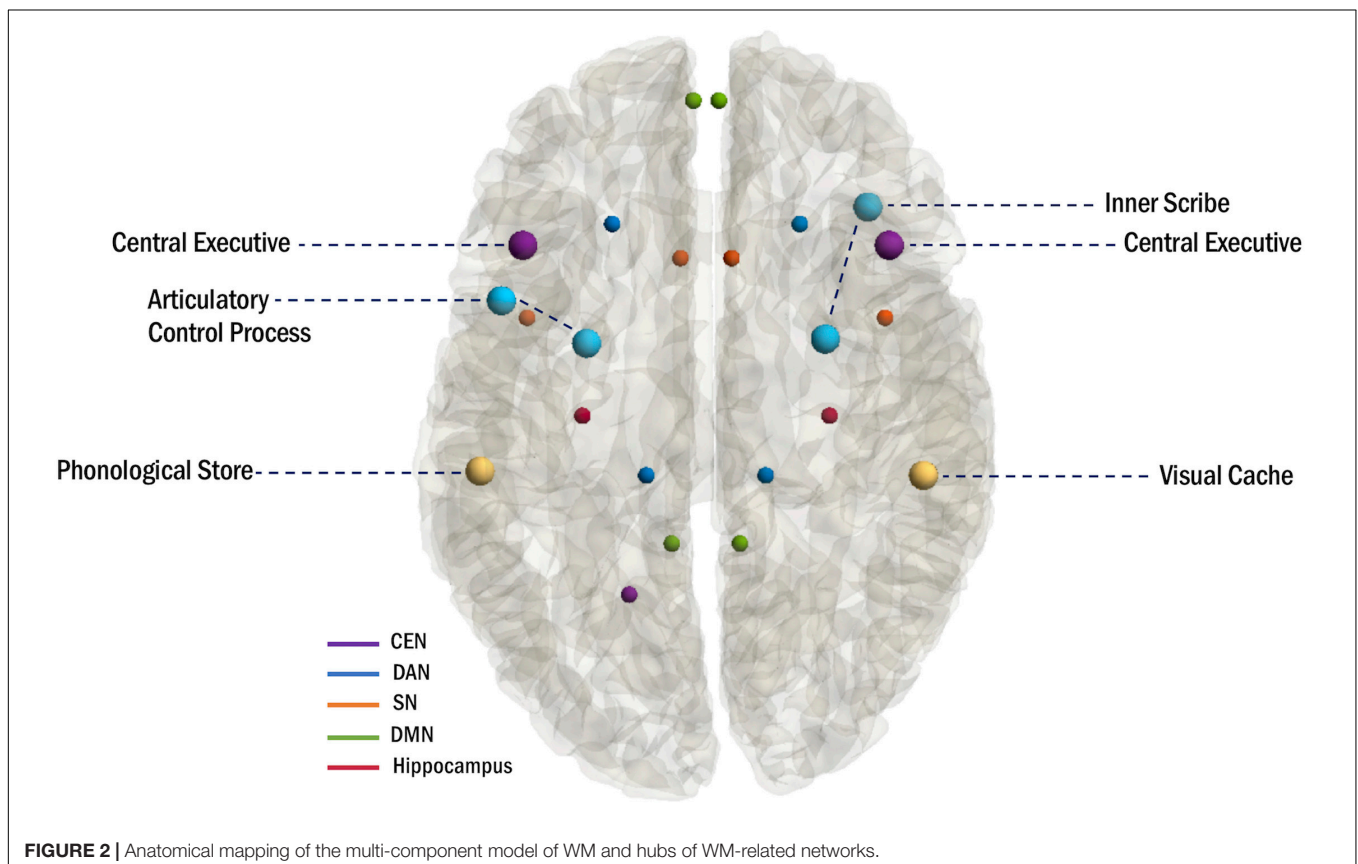 Central Executive
Articulatory
Control Process
Phonological Store
Inner Scribe
Central Executive
Visual Cache
CEN
DAN
SN
DMN
Hippocampus
FIGURE 2 | Anatomical mapping of the multi-component model of WM and hubs of WM-related networks.